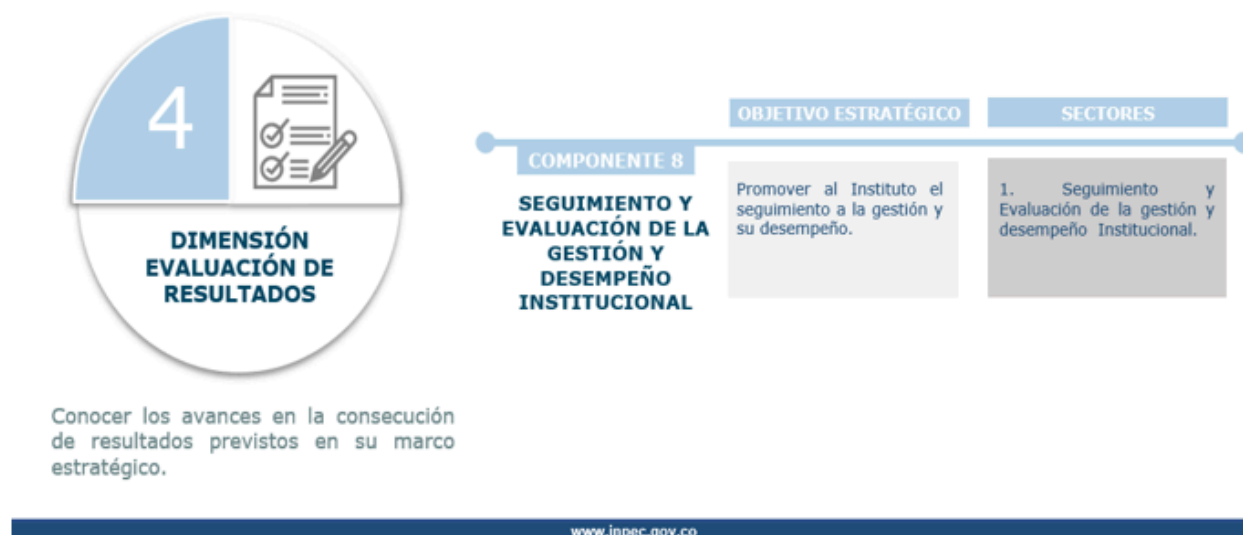 4
DIMENSIÓN
EVALUACIÓN DE
RESULTADOS
Conocer los avances en la consecución
de resultados previstos en su marco
estratégico.
COMPONENTE 8
SEGUIMIENTO Y
EVALUACIÓN DE LA
GESTIÓN Y
DESEMPEÑO
INSTITUCIONAL
OBJETIVO ESTRATÉGICO
Promover al Instituto el
seguimiento a la gestión y
su desempeño.
SECTORES
1. Seguimiento y
Evaluación de la gestión y
desempeño Institucional.
www.inpec.gov.co